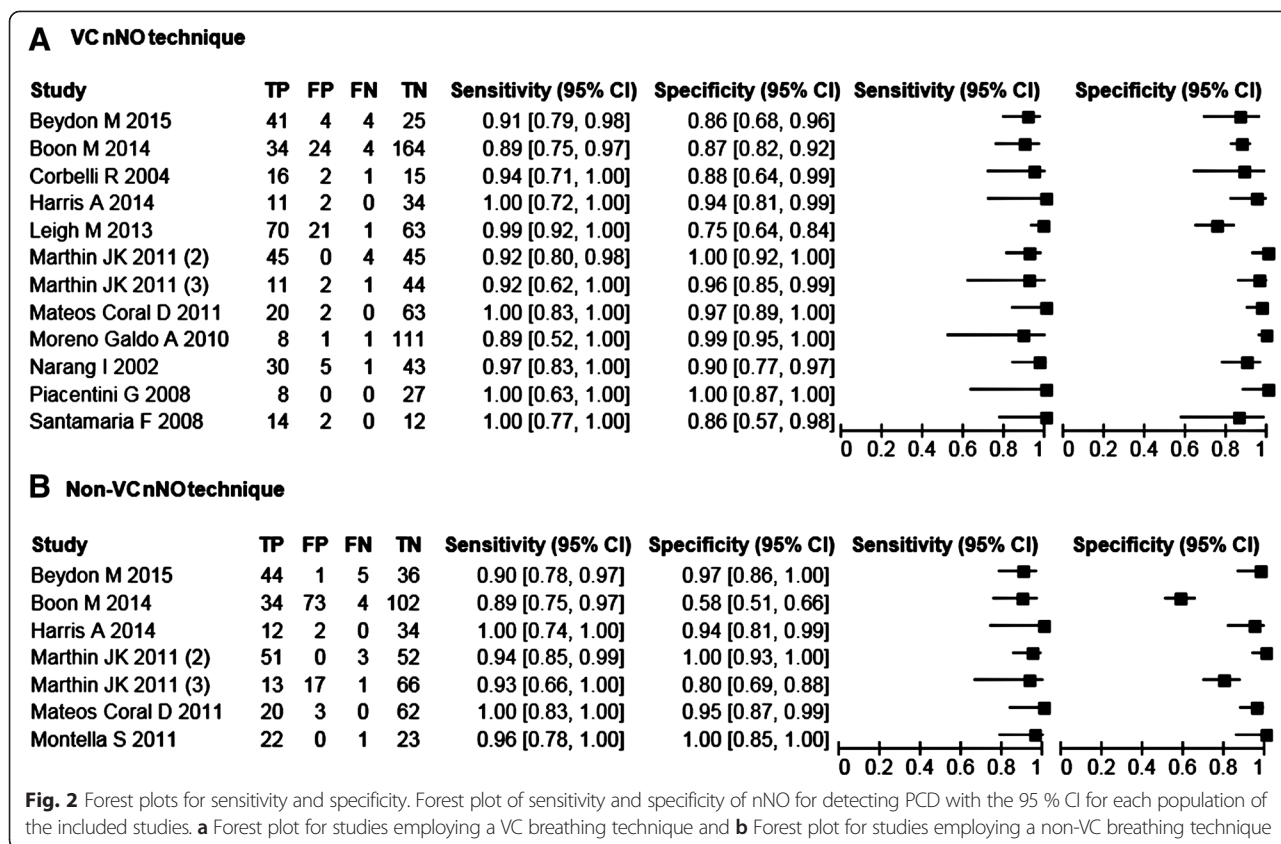 A VC nNO technique
Study TP FP FN TN Sensitivity (95% CI) Specificity (95% CI) Sensitivity (95% CI) Specificity (95% CI)
Beydon M 2015 41 4 4 25 0.91 [0.79, 0.98] 0.86 [0.68, 0.96]
Boon M 2014 34 24 4 164 0.89 [0.75, 0.97] 0.87 [0.82, 0.92]
Corbelli R 2004 16 2 1 15 0.94 [0.71, 1.00] 0.88 [0.64, 0.99]
Harris A 2014 11 2 0 34 1.00 [0.72, 1.00] 0.94 [0.81, 0.99]
Leigh M 2013 70 21 1 63 0.99 [0.92, 1.00] 0.75 [0.64, 0.84]
Marthin JK 2011 (2) 45 0 4 45 0.92 [0.80, 0.98] 1.00 [0.92, 1.00]
Marthin JK 2011 (3) 11 2 1 44 0.92 [0.62, 1.00] 0.96 [0.85, 0.99]
Mateos Coral D 2011 20 2 0 63 1.00 [0.83, 1.00] 0.97 [0.89, 1.00]
Moreno Galdo A 2010 8 1 1 111 0.89 [0.52, 1.00] 0.99 [0.95, 1.00]
Narang I 2002 30 5 1 43 0.97 [0.83, 1.00] 0.90 [0.77, 0.97]
Piacentini G 2008 8 0 0 27 1.00 [0.63, 1.00] 1.00 [0.87, 1.00]
Santamaria F 2008 14 2 0 12 1.00 [0.77, 1.00] 0.86 [0.57, 0.98]
0 0.2 0.4 0.6 0.8 1 0 0.2 0.4 0.6 0.8 1
B Non-VC nNO technique
Study TP FP FN TN Sensitivity (95% CI) Specificity (95% CI) Sensitivity (95% CI) Specificity (95% CI)
Beydon M 2015 44 1 5 36 0.90 [0.78, 0.97] 0.97 [0.86, 1.00]
Boon M 2014 34 73 4 102 0.89 [0.75, 0.97] 0.58 [0.51, 0.66]
Harris A 2014 12 2 0 34 1.00 [0.74, 1.00] 0.94 [0.81, 0.99]
Marthin JK 2011 (2) 51 0 3 52 0.94 [0.85, 0.99] 1.00 [0.93, 1.00]
Marthin JK 2011 (3) 13 17 1 66 0.93 [0.66, 1.00] 0.80 [0.69, 0.88]
Mateos Coral D 2011 20 3 0 62 1.00 [0.83, 1.00] 0.95 [0.87, 0.99]
Montella S 2011 22 0 1 23 0.96 [0.78, 1.00] 1.00 [0.85, 1.00]
0 0.2 0.4 0.6 0.8 1 0 0.2 0.4 0.6 0.8 1
Fig. 2 Forest plots for sensitivity and specificity. Forest plot of sensitivity and specificity of nNO for detecting PCD with the 95 % CI for each population of
the included studies. a Forest plot for studies employing a VC breathing technique and b Forest plot for studies employing a non-VC breathing technique